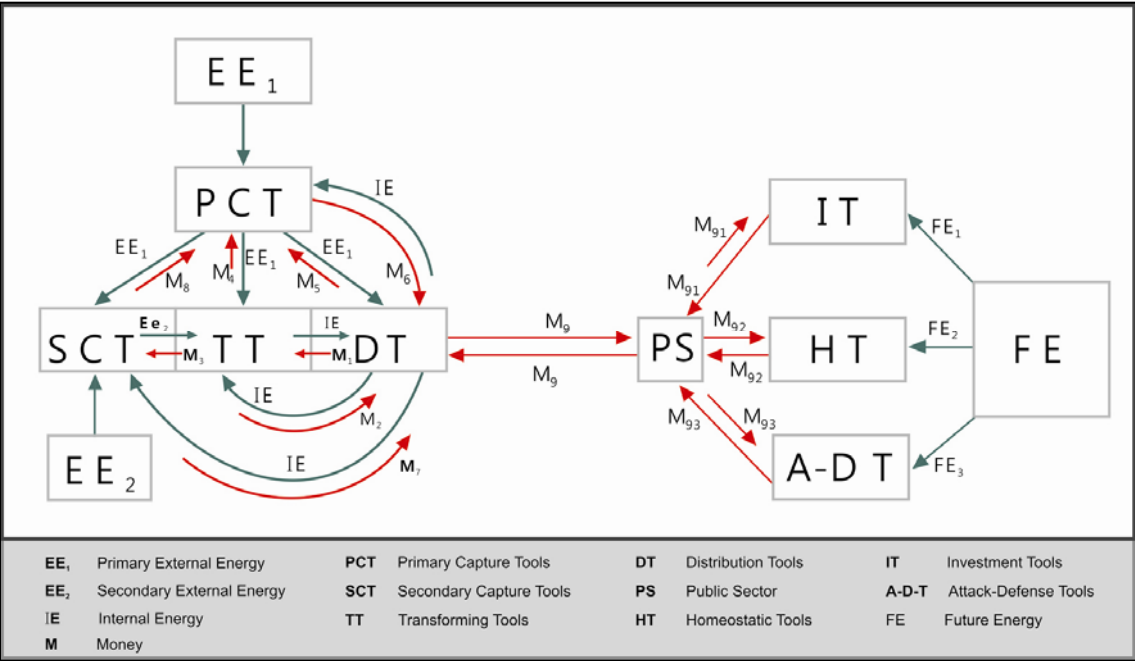 EE1
PCT
IE
EE1
M8
M4
EE1
M5
EE1
M6
SCT
Ee2
M3
TT
IE
M1
DT
IE
M2
IE
M7
EE2
M9
M9
PS
M91
M91
M92
M92
M93
M93
IT
HT
A-DT
FE1
FE2
FE3
FE
EE1 Primary External Energy PCT Primary Capture Tools DT Distribution Tools IT Investment Tools
EE2 Secondary External Energy SCT Secondary Capture Tools PS Public Sector A-D-T Attack-Defense Tools
IE Internal Energy TT Transforming Tools HT Homeostatic Tools FE Future Energy
M Money